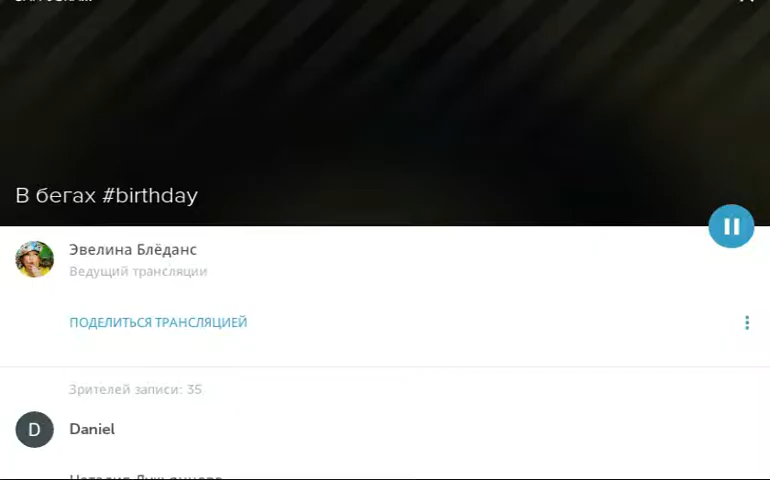 В бегах #birthday
Эвелина Блёданс
Ведущий трансляции
ПОДЕЛИТЬСЯ ТРАНСЛЯЦИЕЙ
Зрителей записи: 35
D
Daniel